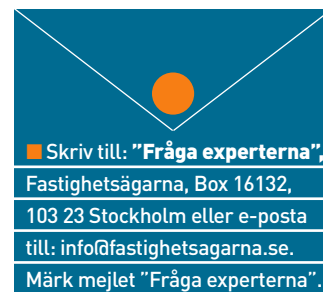 Skriv till: ”Fråga experterna”,
Fastighetsägarna, Box 16132,
103 23 Stockholm eller e-posta
till: info@fastighetsagarna.se.
Märk mejlet ”Fråga experterna”.